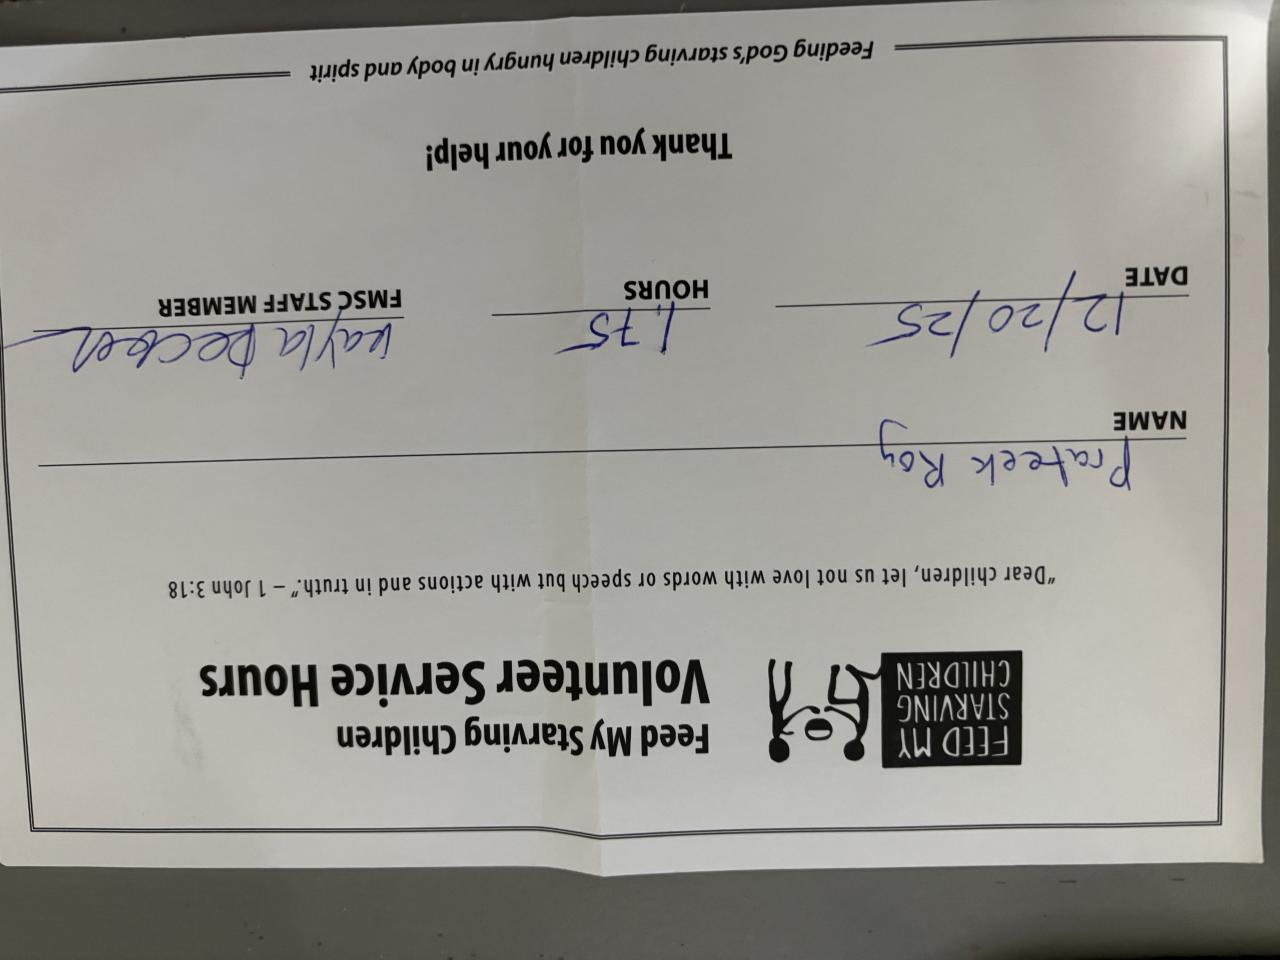 FEED MY
STARVING
CHILDREN
Feed My Starving Children
Volunteer Service Hours
"Dear children, let us not love with words or speech but with actions and in truth." – 1 John 3:18
Prateek Roy
NAME
12/20/25 1.75 Kayla Decker
DATE HOURS FMSC STAFF MEMBER
Thank you for your help!
Feeding God's starving children hungry in body and spirit